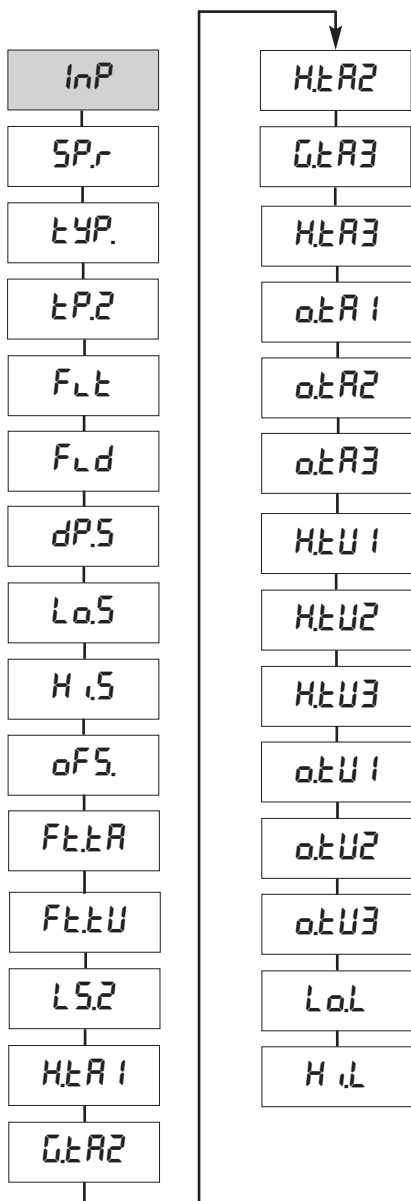 InP
SP.r
tYP.
tP.2
FLt
FLd
dP.S
Lo.S
Hi.S
oFS.
Ft.tA
Ft.tU
LS.2
H.tA1
G.tA2
H.tA2
G.tA3
H.tA3
o.tA1
o.tA2
o.tA3
H.tU1
H.tU2
H.tU3
o.tU1
o.tU2
o.tU3
Lo.L
Hi.L